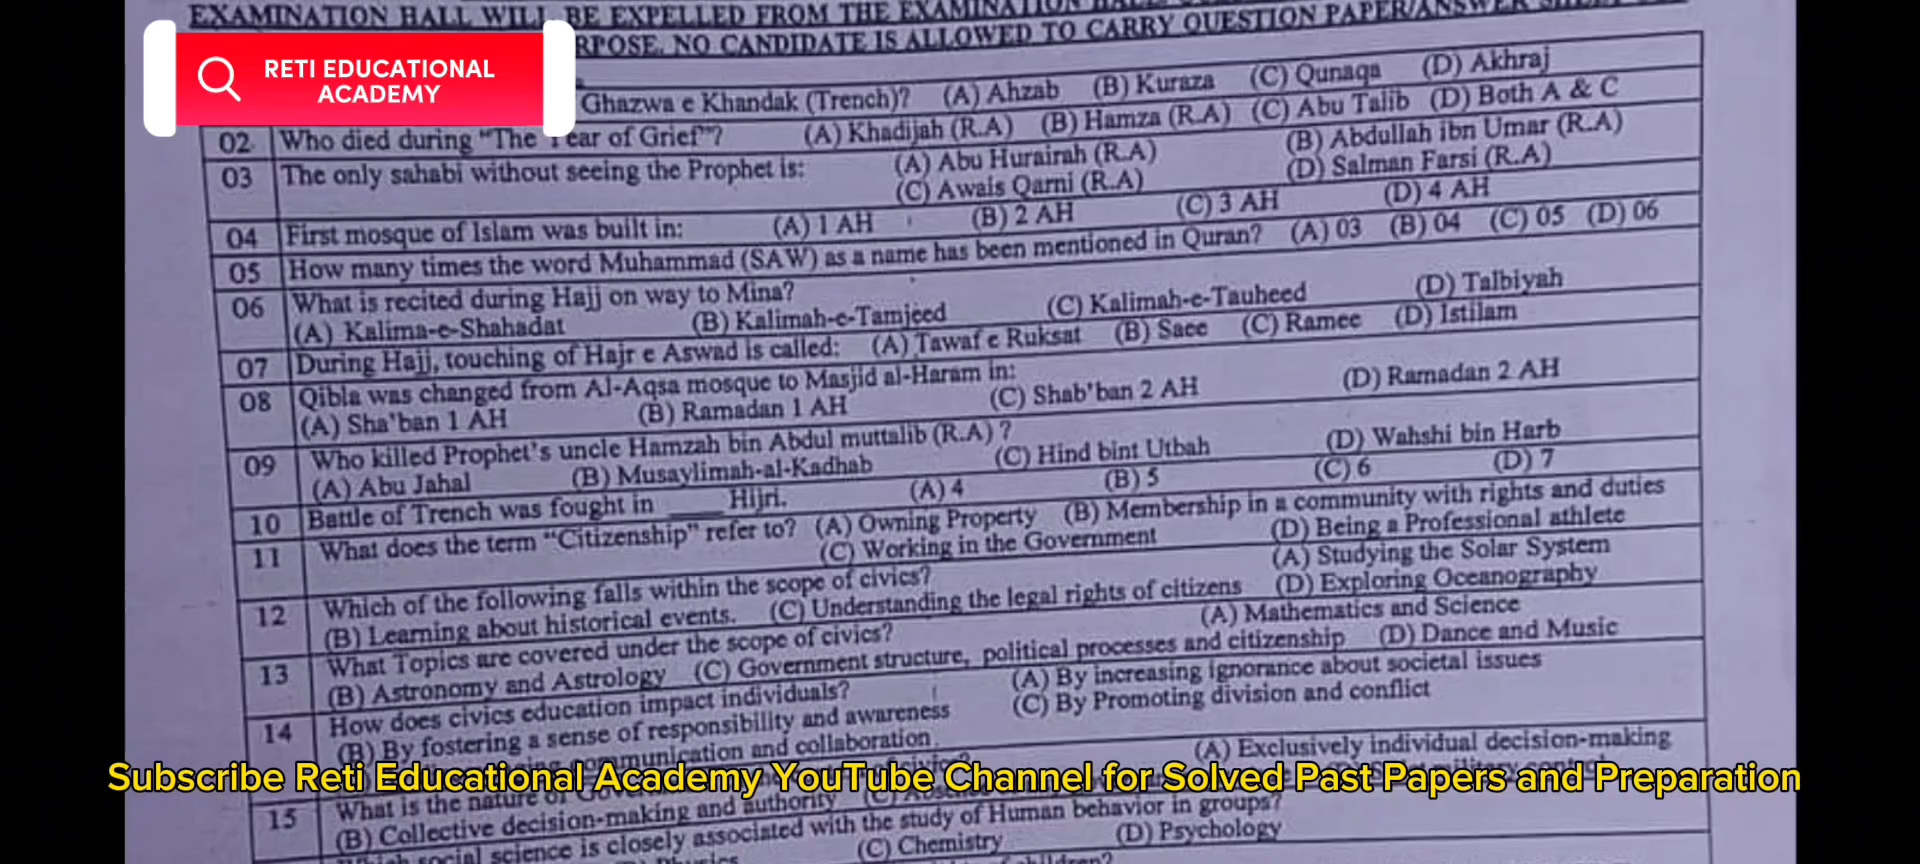 EXAMINATION HALL WILL BE EXPELLED FROM THE EXAMINATION HALL
RPOSE. NO CANDIDATE IS ALLOWED TO CARRY QUESTION PAPER/ANSWER SHEET
RETI EDUCATIONAL
ACADEMY
Ghazwa e Khandak (Trench)? (A) Ahzab (B) Kuraza (C) Qunaqa (D) Akhraj
02 Who died during "The Year of Grief"? (A) Khadijah (R.A) (B) Hamza (R.A) (C) Abu Talib (D) Both A & C
03 The only sahabi without seeing the Prophet is: (A) Abu Hurairah (R.A) (B) Abdullah ibn Umar (R.A)
(C) Awais Qarni (R.A) (D) Salman Farsi (R.A)
04 First mosque of Islam was built in: (A) 1 AH (B) 2 AH (C) 3 AH (D) 4 AH
05 How many times the word Muhammad (SAW) as a name has been mentioned in Quran? (A) 03 (B) 04 (C) 05 (D) 06
06 What is recited during Hajj on way to Mina?
(A) Kalima-e-Shahadat (B) Kalimah-e-Tamjeed (C) Kalimah-e-Tauheed (D) Talbiyah
07 During Hajj, touching of Hajr e Aswad is called: (A) Tawaf e Ruksat (B) Saee (C) Ramee (D) Istilam
08 Qibla was changed from Al-Aqsa mosque to Masjid al-Haram in:
(A) Sha'ban 1 AH (B) Ramadan 1 AH (C) Shab'ban 2 AH (D) Ramadan 2 AH
09 Who killed Prophet's uncle Hamzah bin Abdul muttalib (R.A) ?
(A) Abu Jahal (B) Musaylimah-al-Kadhab (C) Hind bint Utbah (D) Wahshi bin Harb
10 Battle of Trench was fought in ____ Hijri. (A) 4 (B) 5 (C) 6 (D) 7
11 What does the term "Citizenship" refer to? (A) Owning Property (B) Membership in a community with rights and duties
(C) Working in the Government (D) Being a Professional athlete
12 Which of the following falls within the scope of civics? (A) Studying the Solar System
(B) Learning about historical events. (C) Understanding the legal rights of citizens (D) Exploring Oceanography
13 What Topics are covered under the scope of civics? (A) Mathematics and Science
(B) Astronomy and Astrology (C) Government structure, political processes and citizenship (D) Dance and Music
14 How does civics education impact individuals? (A) By increasing ignorance about societal issues
(B) By fostering a sense of responsibility and awareness (C) By Promoting division and conflict
communication and collaboration
Subscribe Reti Educational Academy YouTube Channel for Solved Past Papers and Preparation
15 What is the nature of (A) Exclusively individual decision-making
(B) Collective decision-making and authority
social science is closely associated with the study of Human behavior in groups?
(C) Chemistry (D) Psychology